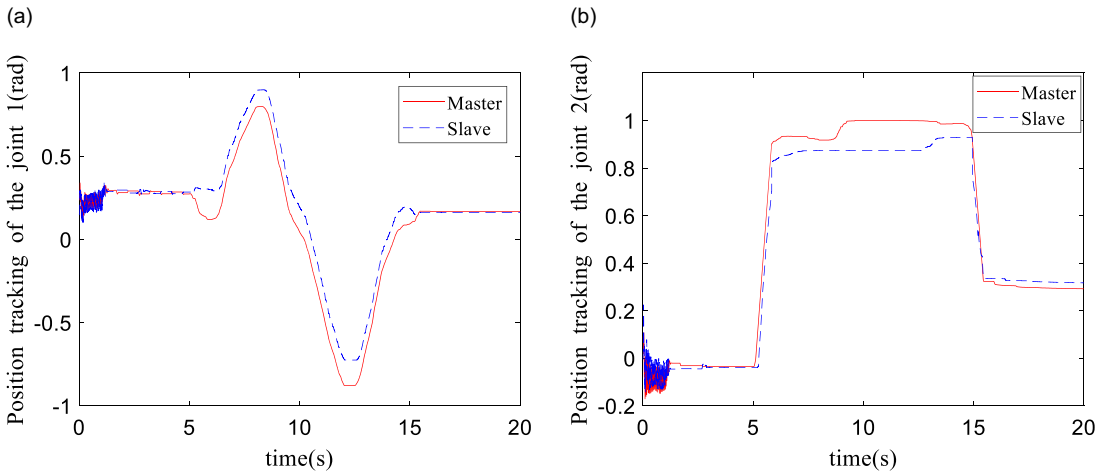 (a)
Position tracking of the joint 1(rad)
1
0.5
0
-0.5
-1
0
5
10
15
20
time(s)
Master
Slave
(b)
Position tracking of the joint 2(rad)
1
0.8
0.6
0.4
0.2
0
-0.2
0
5
10
15
20
time(s)
Master
Slave